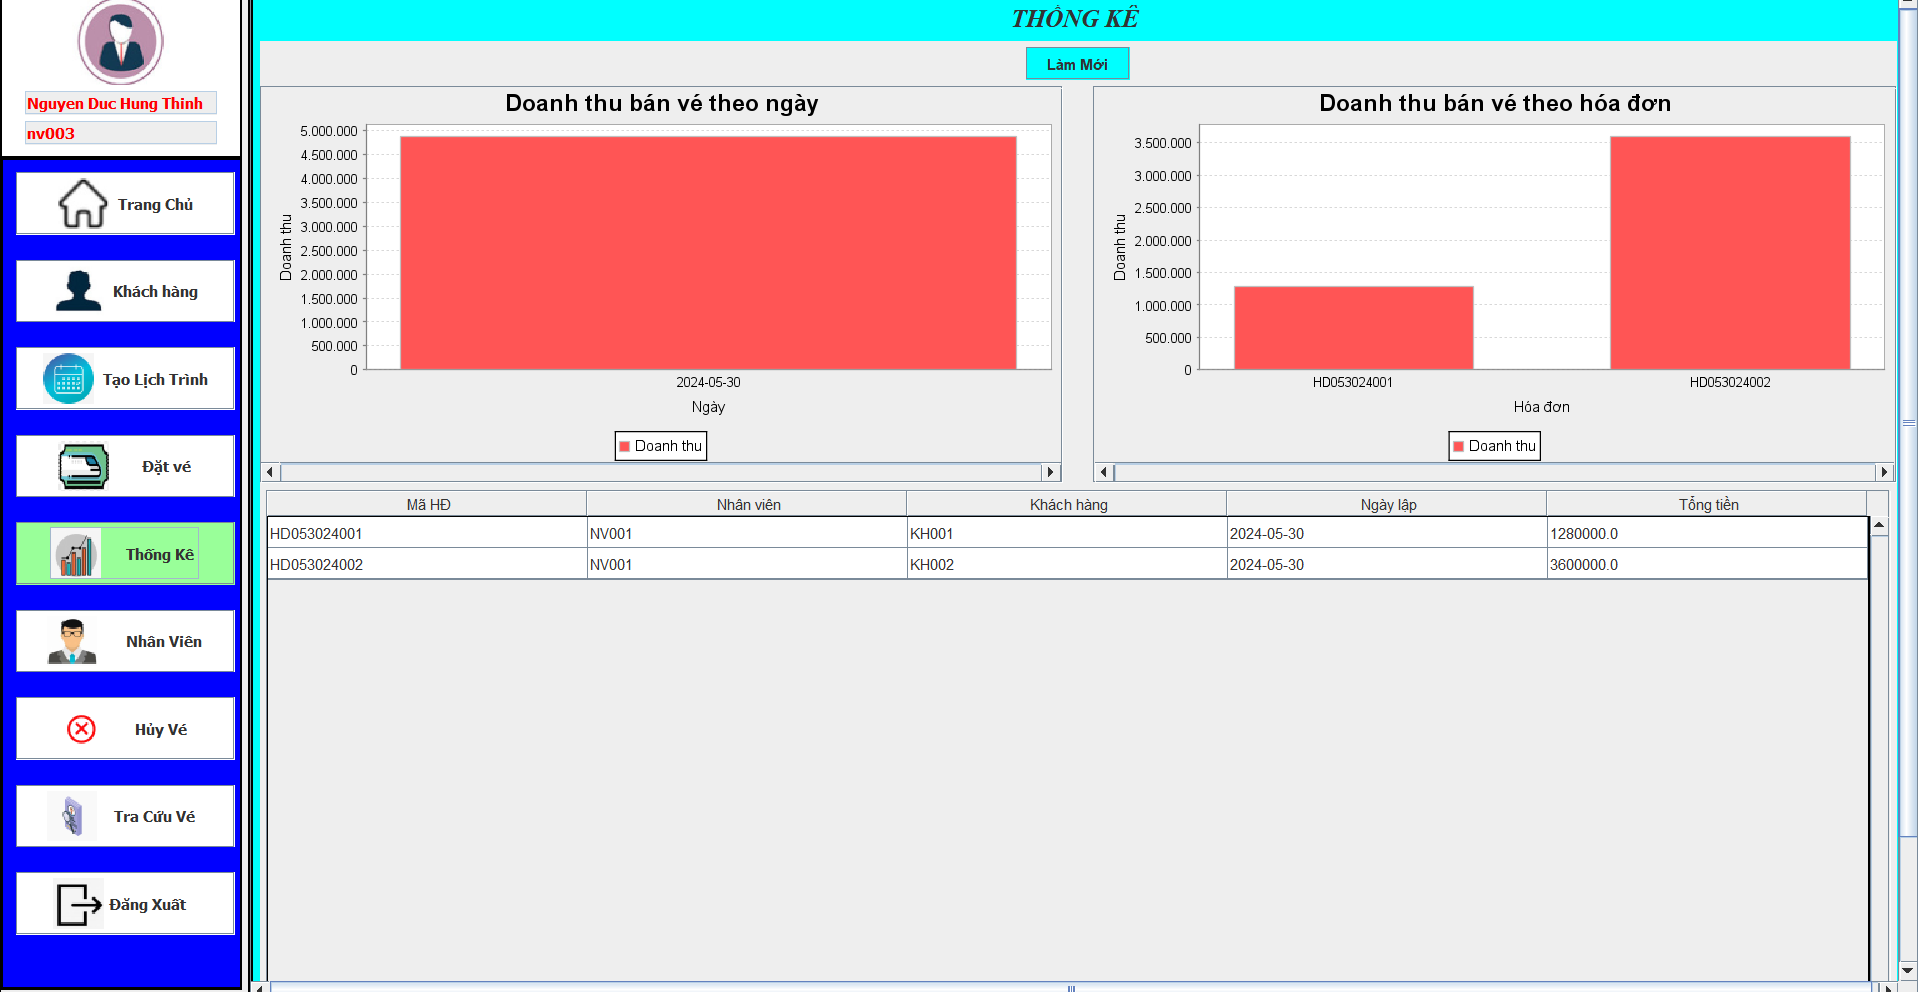 Nguyen Duc Hung Thinh
nv003
Trang Chủ
Khách hàng
Tạo Lịch Trình
Đặt vé
Thống Kê
Nhân Viên
Hủy Vé
Tra Cứu Vé
Đăng Xuất
THỐNG KÊ
Làm Mới
Doanh thu bán vé theo ngày
Doanh thu
5.000.000
4.500.000
4.000.000
3.500.000
3.000.000
2.500.000
2.000.000
1.500.000
1.000.000
500.000
0
2024-05-30
Ngày
Doanh thu
Doanh thu bán vé theo hóa đơn
Doanh thu
3.500.000
3.000.000
2.500.000
2.000.000
1.500.000
1.000.000
500.000
0
HD053024001 HD053024002
Hóa đơn
Doanh thu
Mã HĐ Nhân viên Khách hàng Ngày lập Tổng tiền
HD053024001 NV001 KH001 2024-05-30 1280000.0
HD053024002 NV001 KH002 2024-05-30 3600000.0